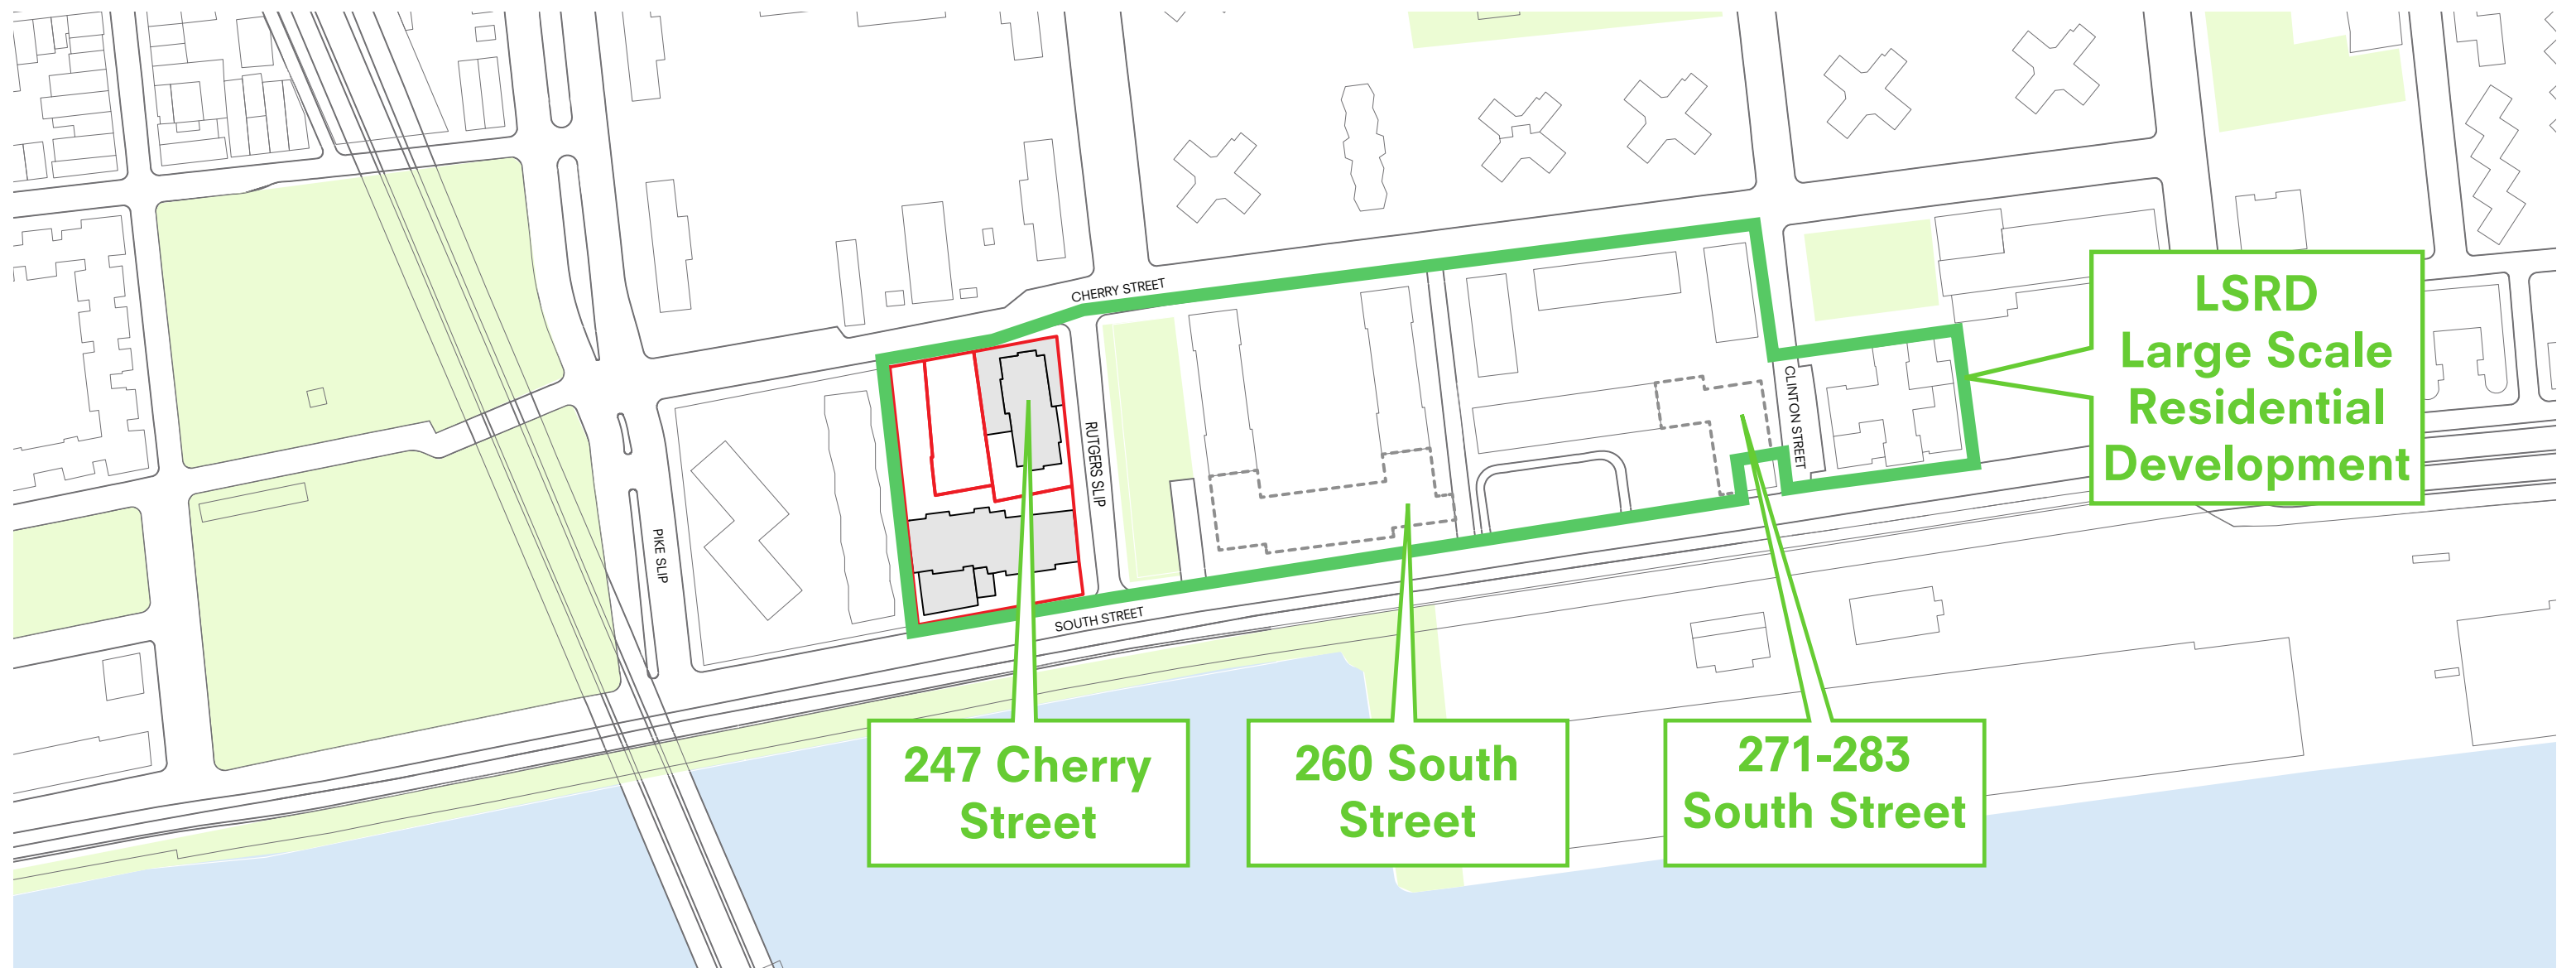 CHERRY STREET
LSRD
Large Scale
Residential
Development
CLINTON STREET
RUTGERS SLIP
PIKE SLIP
SOUTH STREET
247 Cherry
Street
260 South
Street
271-283
South Street